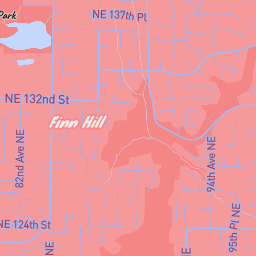 Park
NE 137th Pl
NE 132nd St
Finn Hill
82nd Ave NE
94th Ave NE
NE 124th St
95th Pl NE